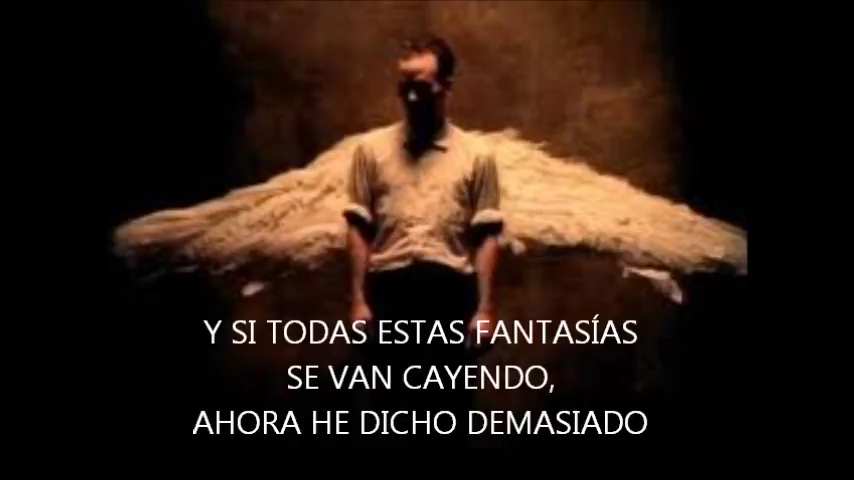 Y SI TODAS ESTAS FANTASÍAS
SE VAN CAYENDO,
AHORA HE DICHO DEMASIADO